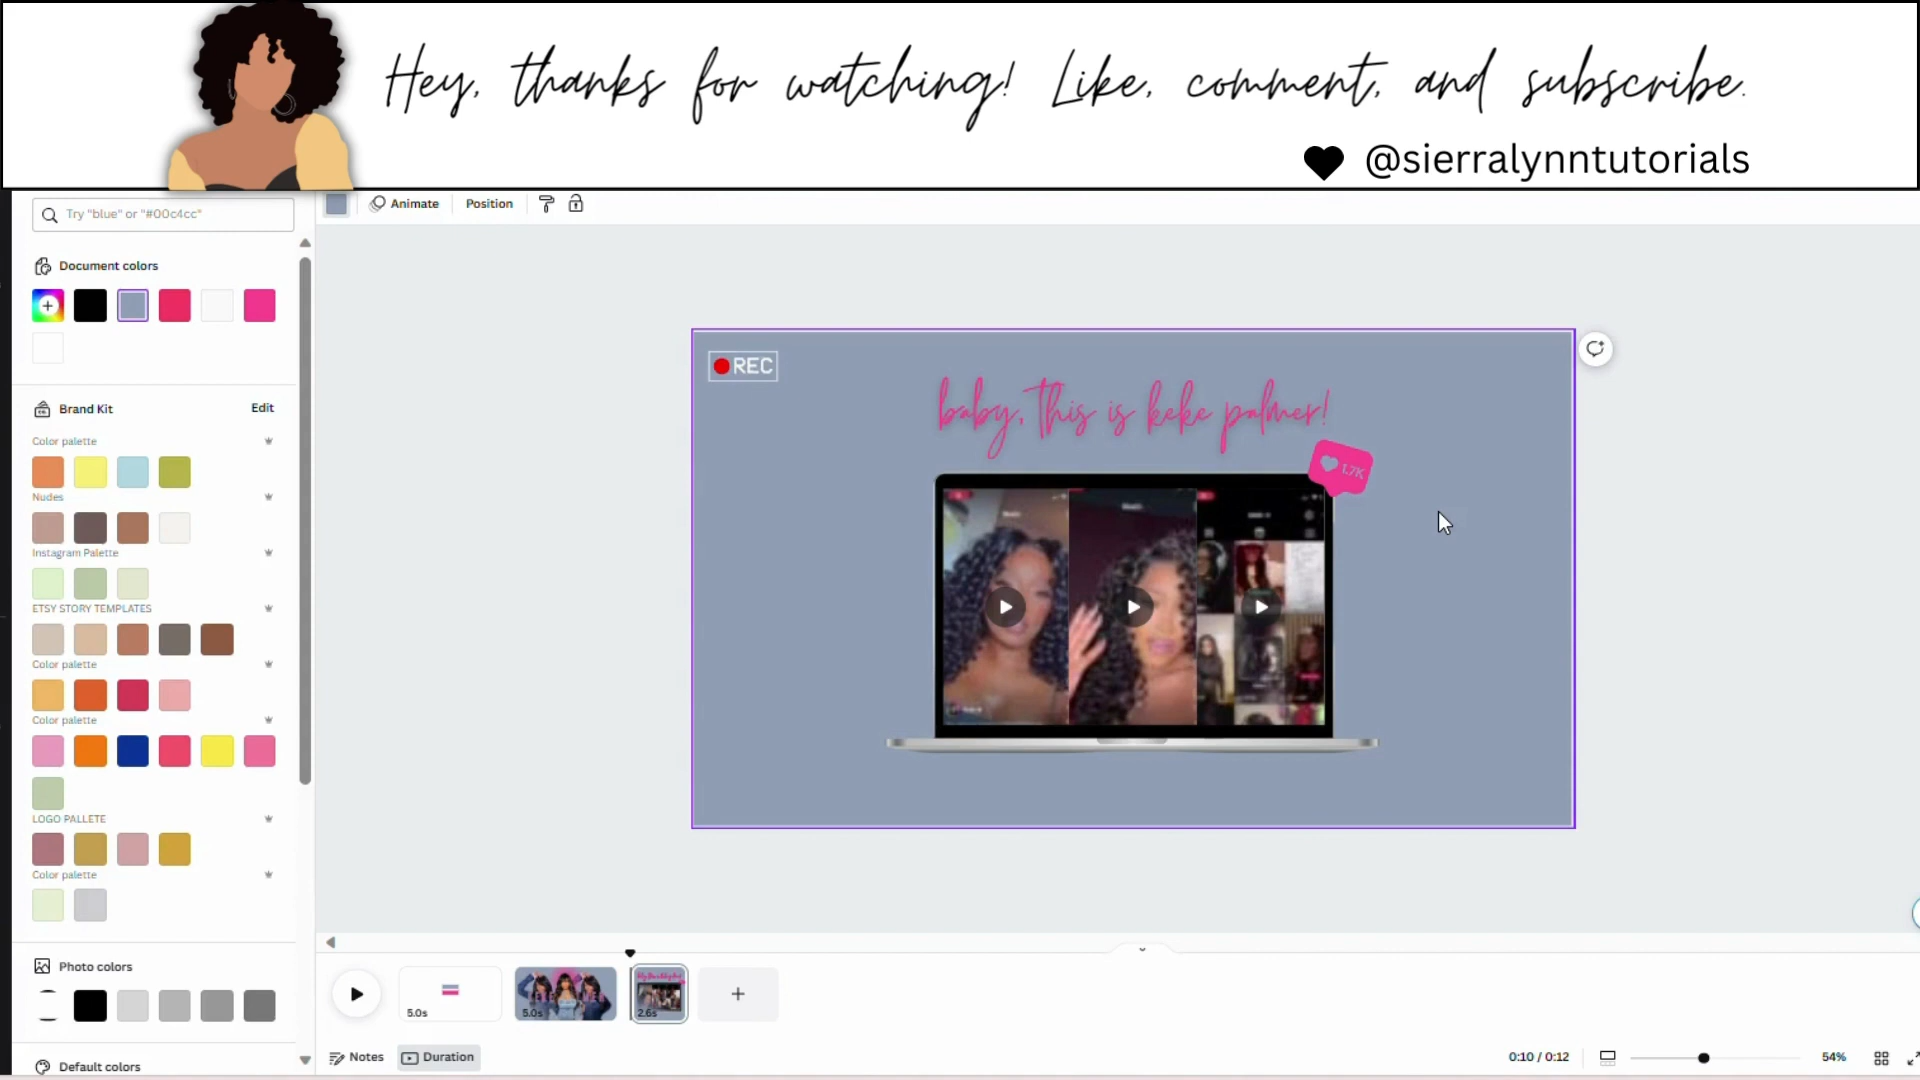 Hey, thanks for watching! Like, comment, and subscribe.
@sierralynntutorials
Try "blue" or "#00c4cc"
Animate
Position
Document colors
Brand Kit
Edit
Color palette
Nudes
Instagram Palette
ETSY STORY TEMPLATES
Color palette
Color palette
LOGO PALLETE
Color palette
Photo colors
Default colors
REC
baby, this is keke palmer!
1.7K
5.0s
5.0s
2.6s
Notes
Duration
0:10 / 0:12
54%